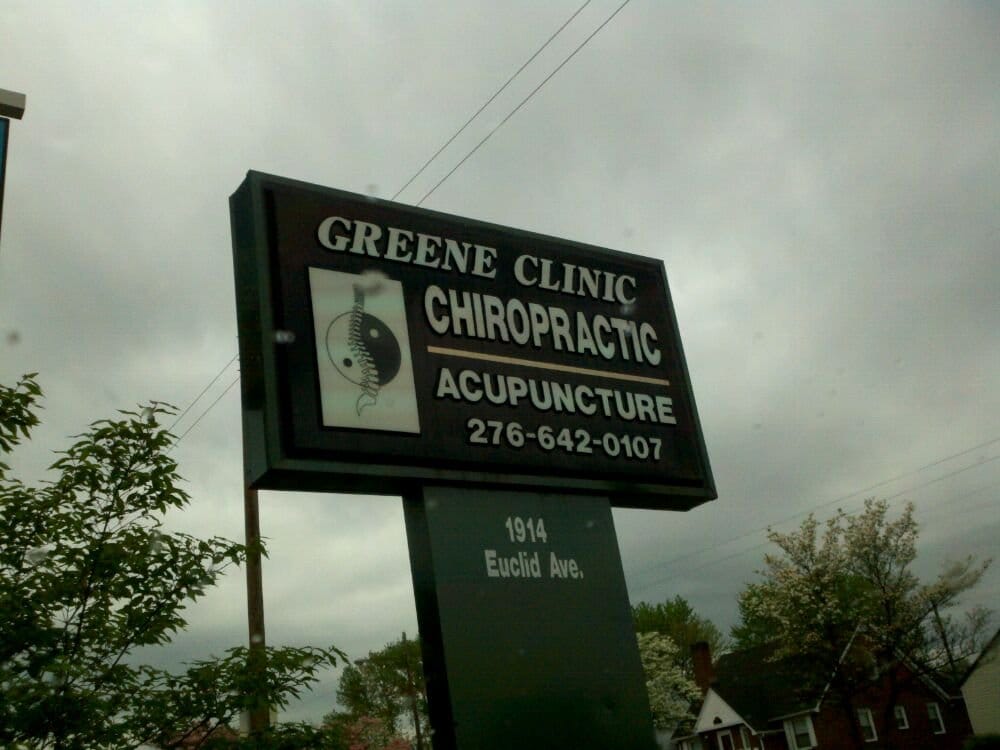 GREENE CLINIC
CHIROPRACTIC
ACUPUNCTURE
276-642-0107
1914
Euclid Ave.